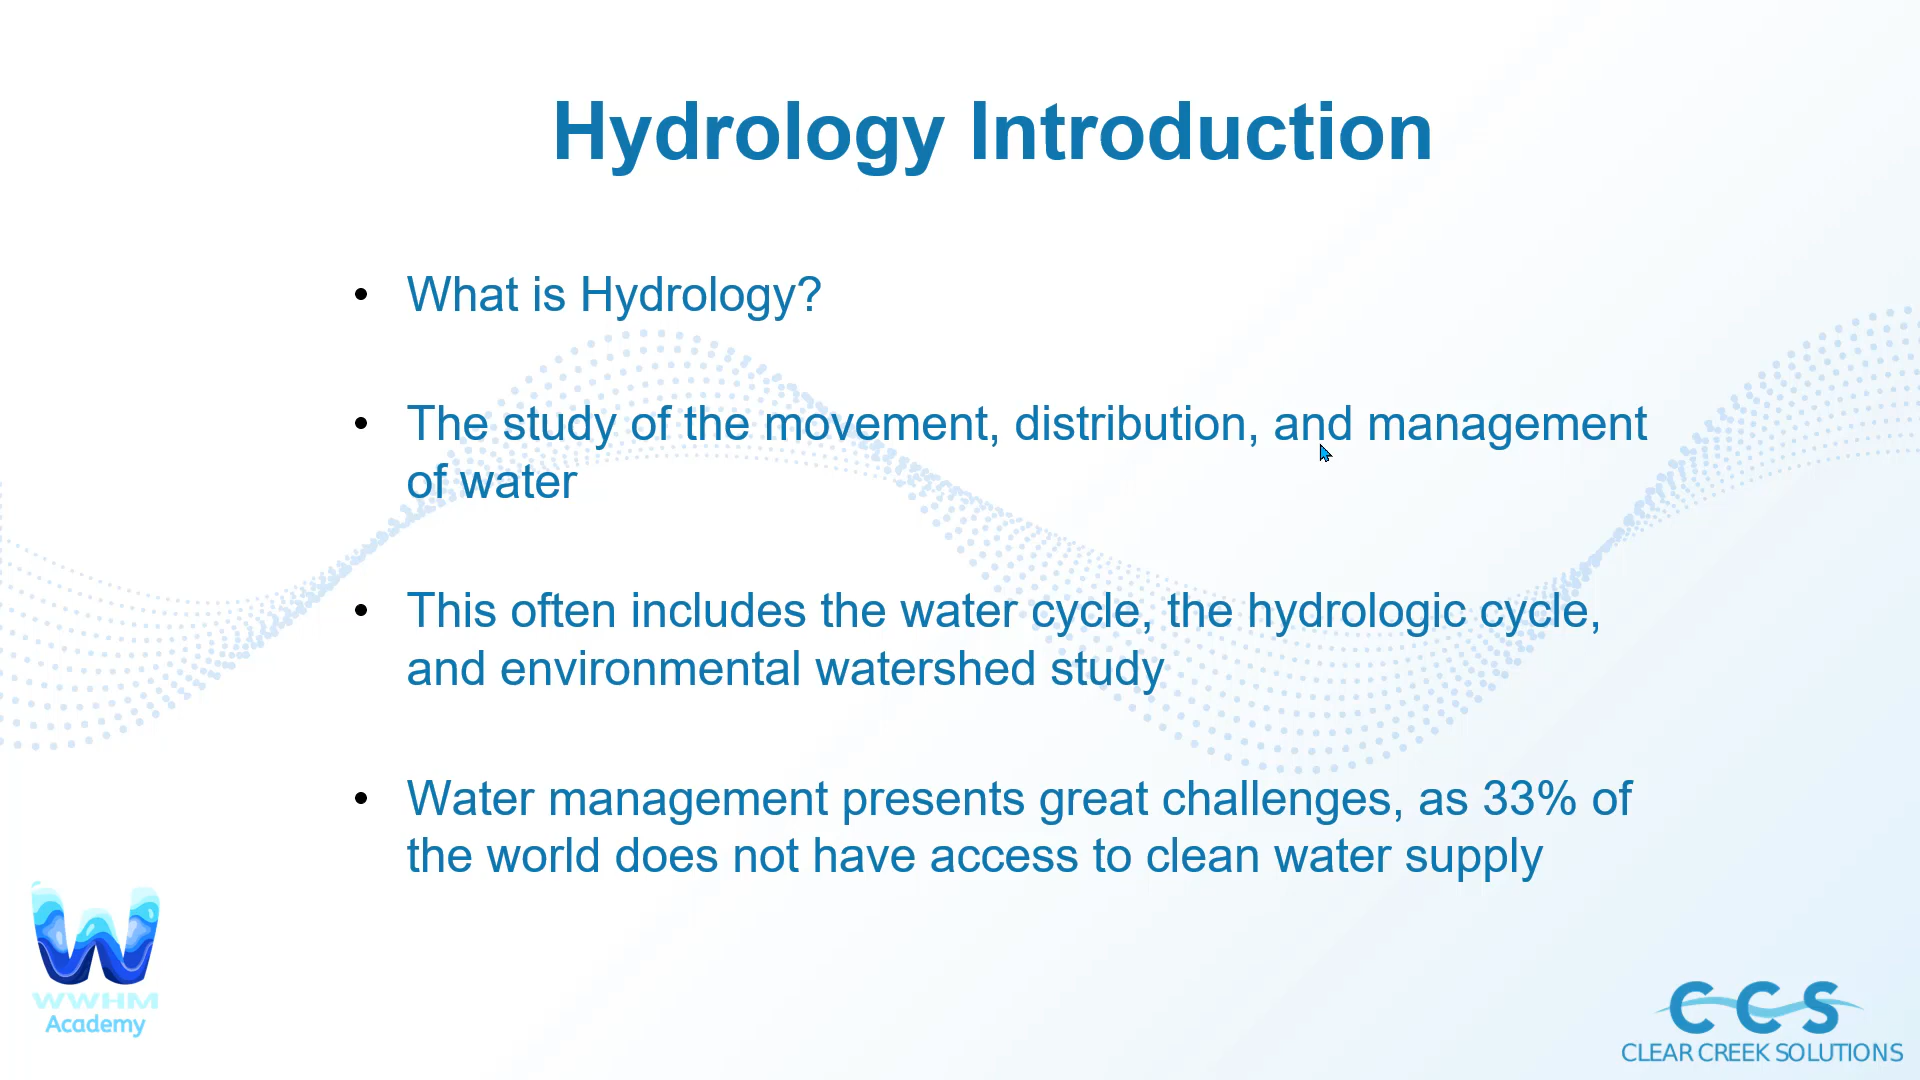 Hydrology Introduction
• What is Hydrology?
• The study of the movement, distribution, and management
of water
• This often includes the water cycle, the hydrologic cycle,
and environmental watershed study
• Water management presents great challenges, as 33% of
the world does not have access to clean water supply
W
WWHM
Academy
CCS
CLEAR CREEK SOLUTIONS